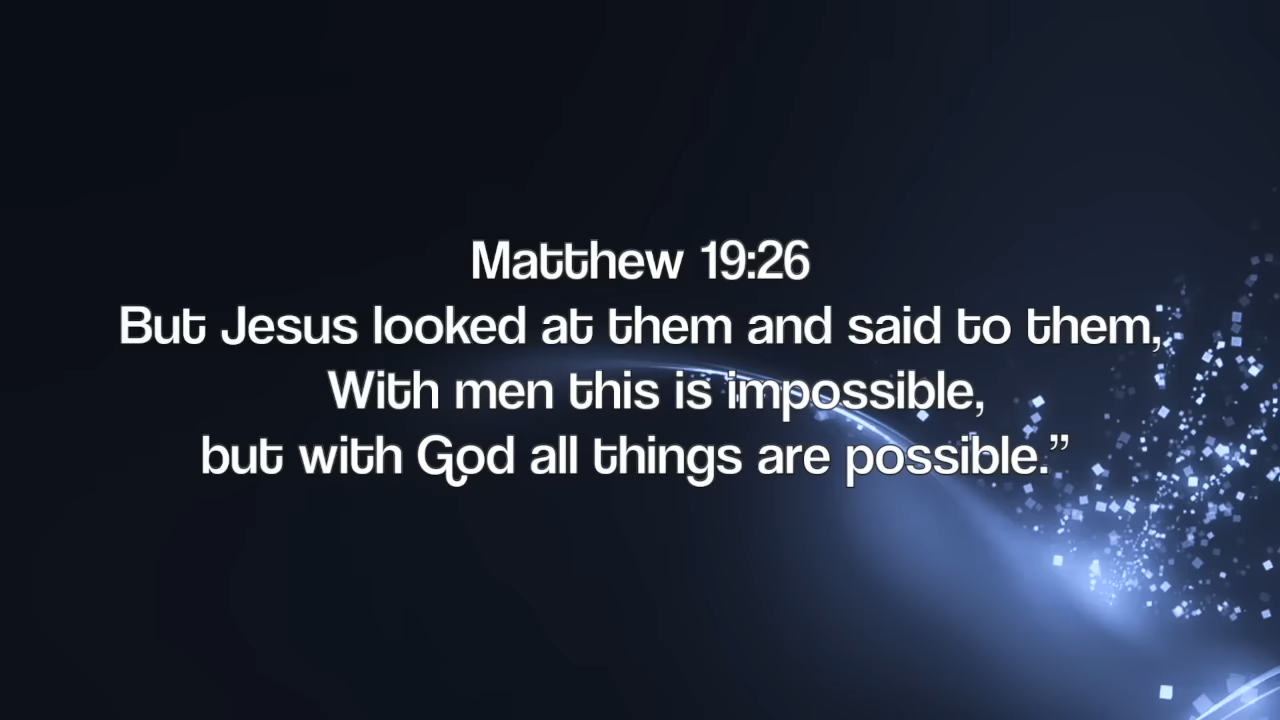 Matthew 19:26
But Jesus looked at them and said to them,
With men this is impossible,
but with God all things are possible.”